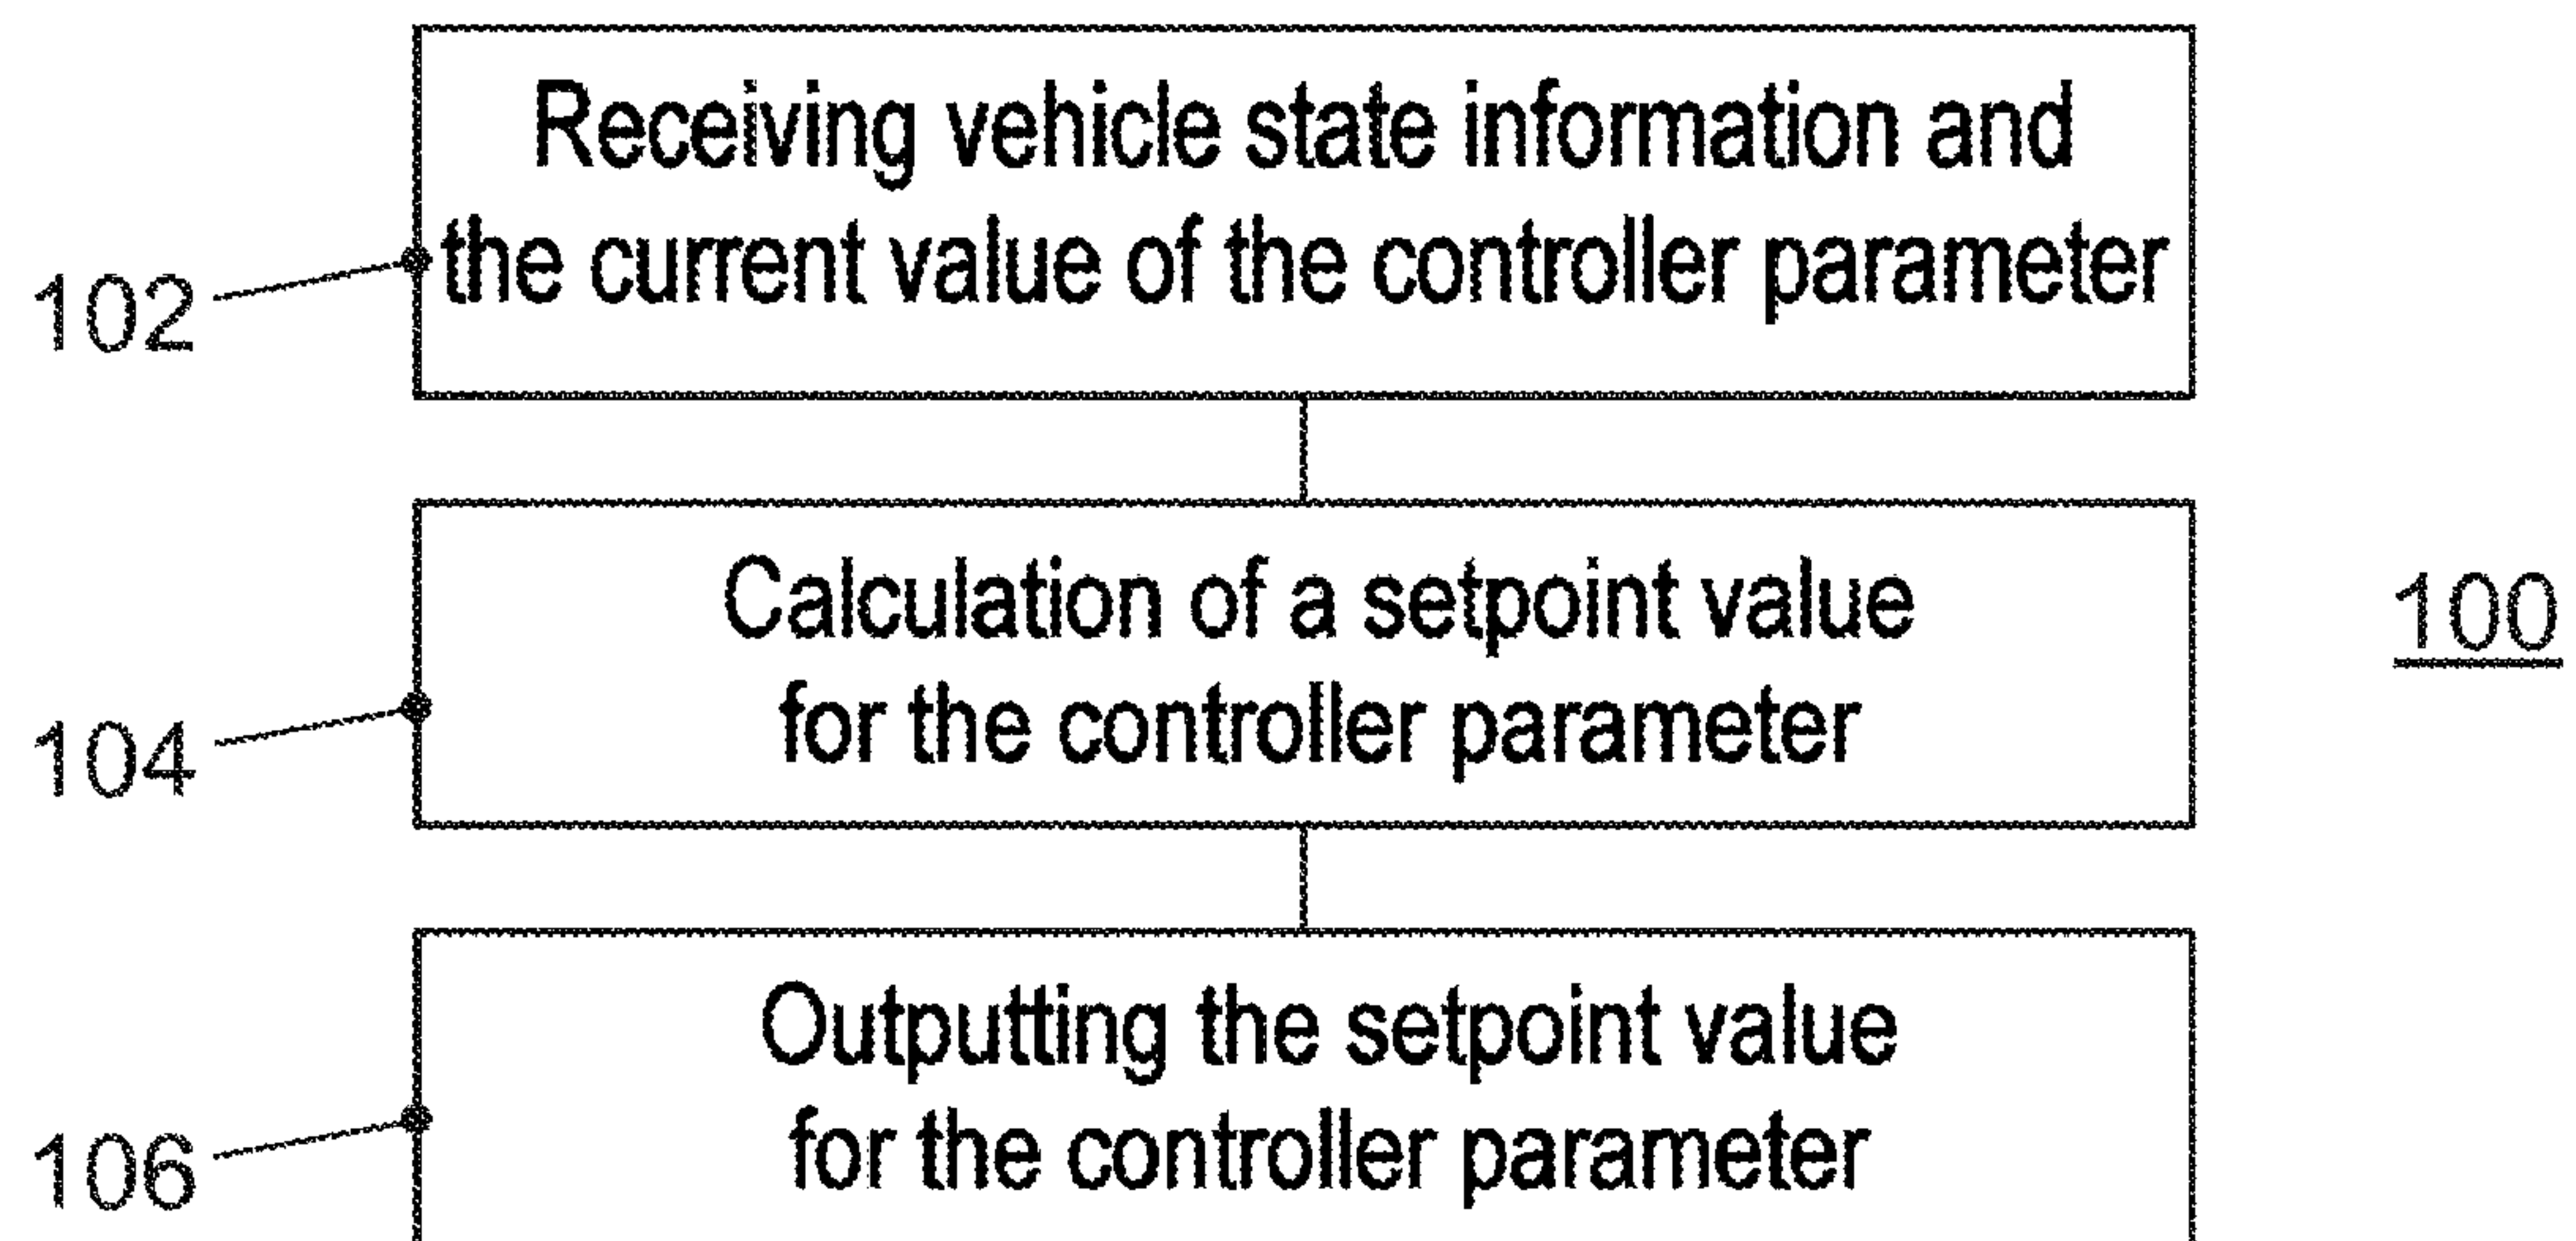 Receiving vehicle state information and
the current value of the controller parameter
102
Calculation of a setpoint value
for the controller parameter
104
100
Outputting the setpoint value
for the controller parameter
106